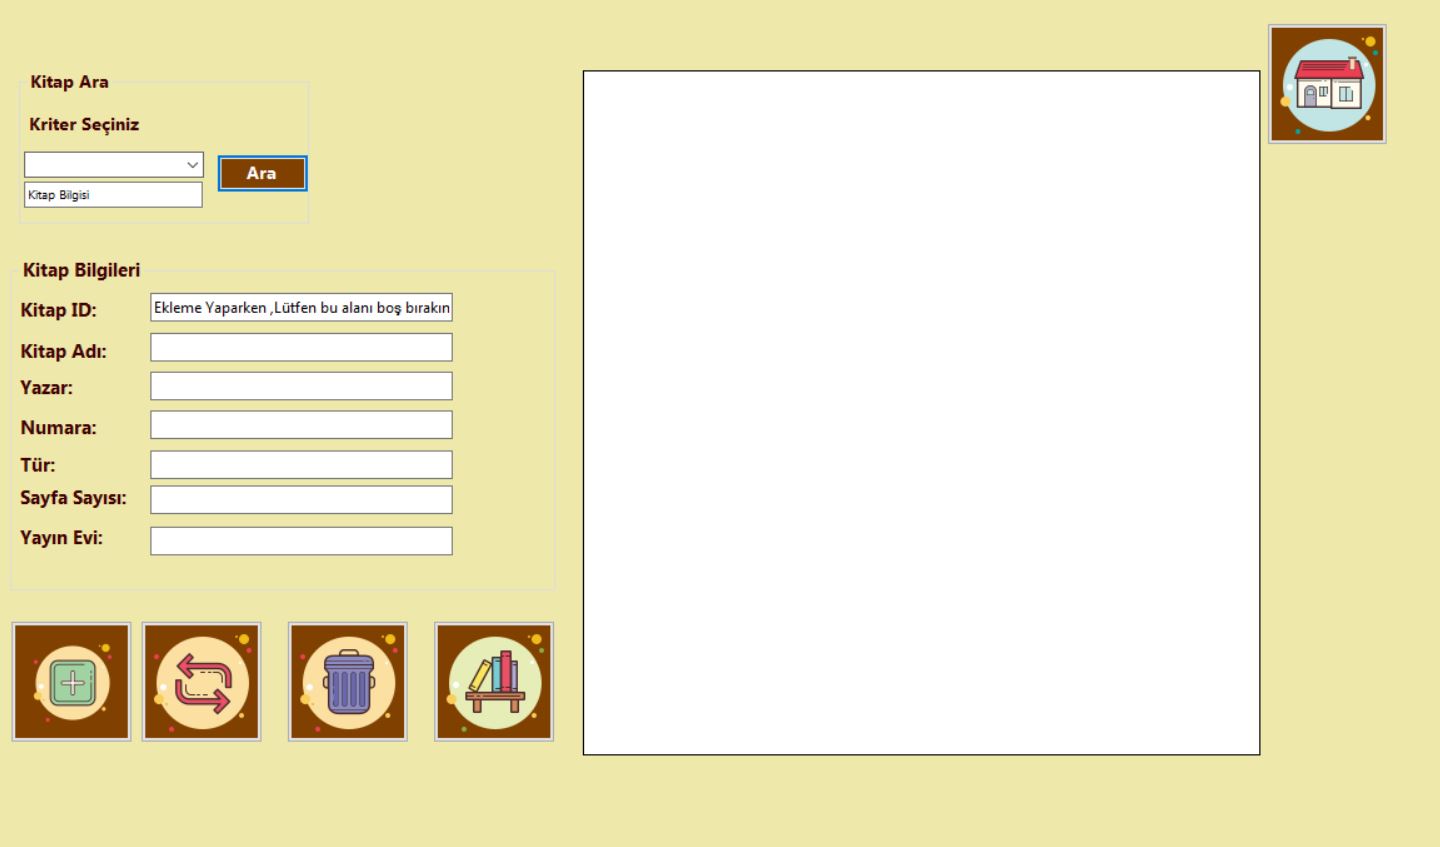 Kitap Ara
Kriter Seçiniz
Ara
Kitap Bilgisi
Kitap Bilgileri
Kitap ID: Ekleme Yaparken ,Lütfen bu alanı boş bırakın
Kitap Adı:
Yazar:
Numara:
Tür:
Sayfa Sayısı:
Yayın Evi: